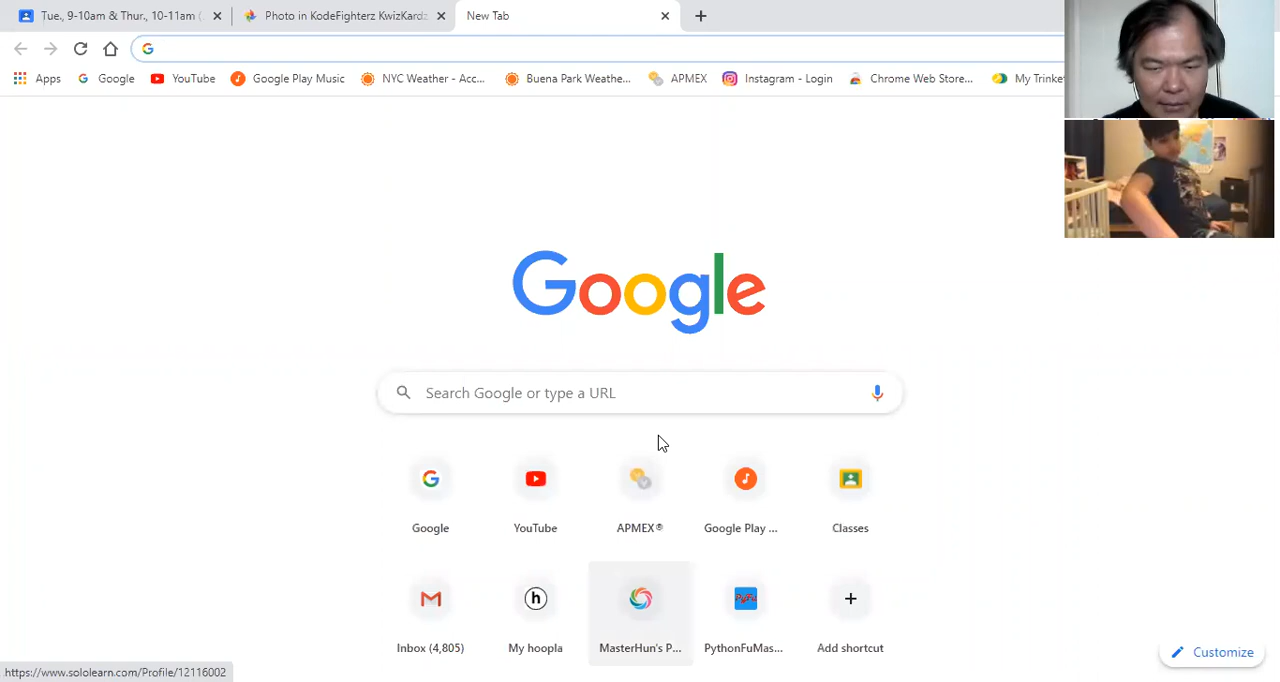 Tue., 9-10am & Thur., 10-11am (
Photo in KodeFighterz KwizKardz
New Tab
Apps
Google
YouTube
Google Play Music
NYC Weather - Acc...
Buena Park Weathe...
APMEX
Instagram - Login
Chrome Web Store...
My Trinke
Google
Search Google or type a URL
Google
YouTube
APMEX®
Google Play ...
Classes
h
PyFu
Inbox (4,805)
My hoopla
MasterHun's P...
PythonFuMas...
Add shortcut
Customize
https://www.sololearn.com/Profile/12116002